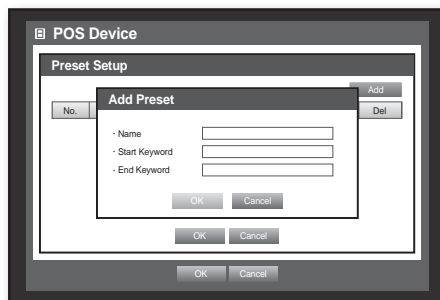 POS Device
Preset Setup
Add
No.
Del
Add Preset
· Name
· Start Keyword
· End Keyword
OK Cancel
OK Cancel
OK Cancel